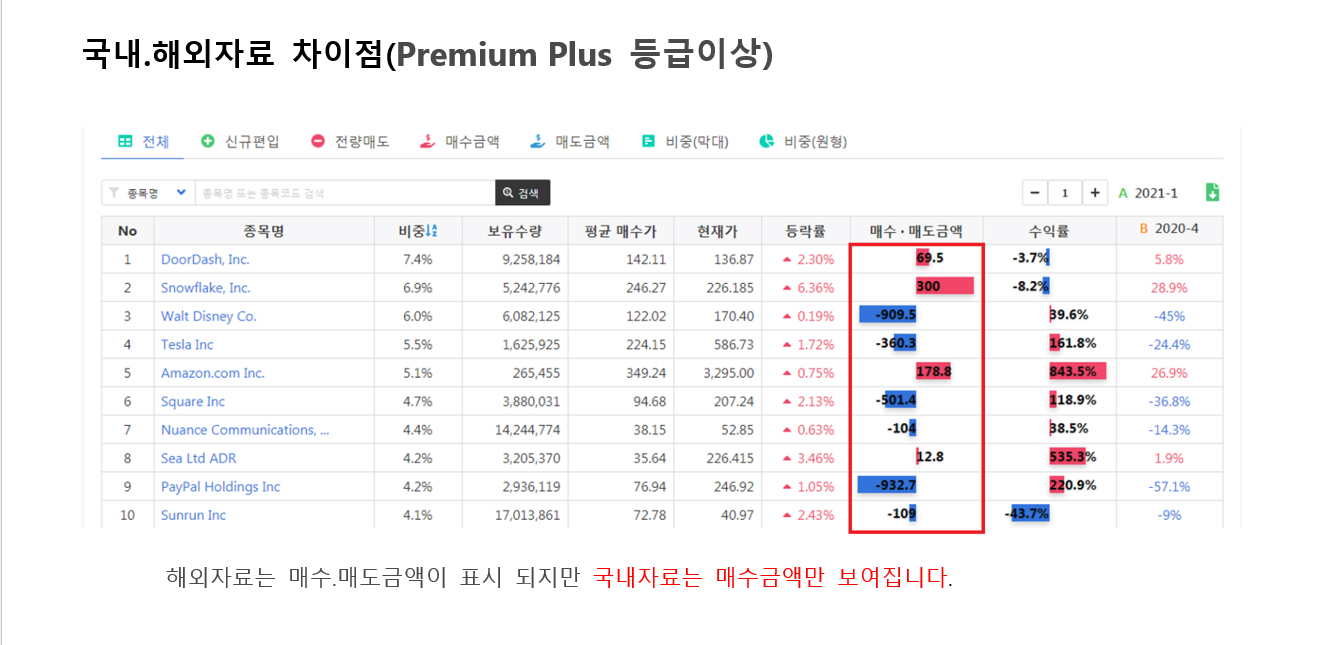 국내.해외자료 차이점(Premium Plus 등급이상)
전체 신규편입 전량매도 매수금액 매도금액 비중(막대) 비중(원형)
종목명 종목명 또는 종목코드 검색 검색 − 1 + A 2021-1
No 종목명 비중 보유수량 평균 매수가 현재가 등락률 매수·매도금액 수익률 B 2020-4
1 DoorDash, Inc. 7.4% 9,258,184 142.11 136.87 2.30% 69.5 -3.7% 5.8%
2 Snowflake, Inc. 6.9% 5,242,776 246.27 226.185 6.36% 300 -8.2% 28.9%
3 Walt Disney Co. 6.0% 6,082,125 122.02 170.40 0.19% -909.5 39.6% -45%
4 Tesla Inc 5.5% 1,625,925 224.15 586.73 1.72% -360.3 161.8% -24.4%
5 Amazon.com Inc. 5.1% 265,455 349.24 3,295.00 0.75% 178.8 843.5% 26.9%
6 Square Inc 4.7% 3,880,031 94.68 207.24 2.13% -501.4 118.9% -36.8%
7 Nuance Communications, ... 4.4% 14,244,774 38.15 52.85 0.63% -104 38.5% -14.3%
8 Sea Ltd ADR 4.2% 3,205,370 35.64 226.415 3.46% 12.8 535.3% 1.9%
9 PayPal Holdings Inc 4.2% 2,936,119 76.94 246.92 1.05% -932.7 220.9% -57.1%
10 Sunrun Inc 4.1% 17,013,861 72.78 40.97 2.43% -109 -43.7% -9%
해외자료는 매수.매도금액이 표시 되지만 국내자료는 매수금액만 보여집니다.